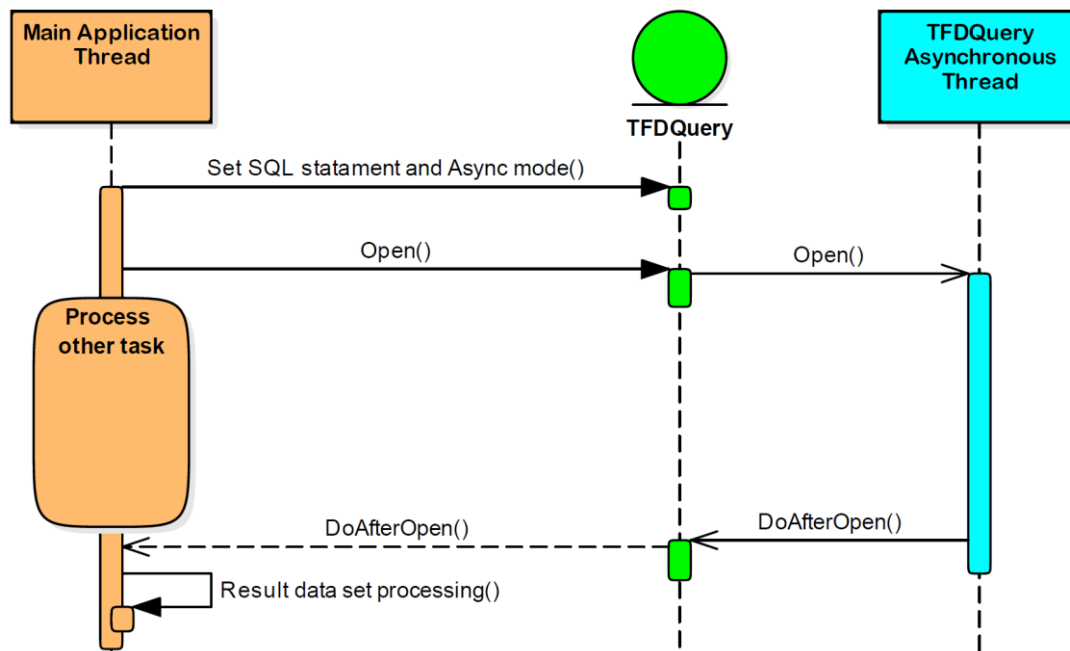 Main Application
Thread
TFDQuery
TFDQuery
Asynchronous
Thread
Set SQL statament and Async mode()
Open()
Open()
Process
other task
DoAfterOpen()
DoAfterOpen()
Result data set processing()